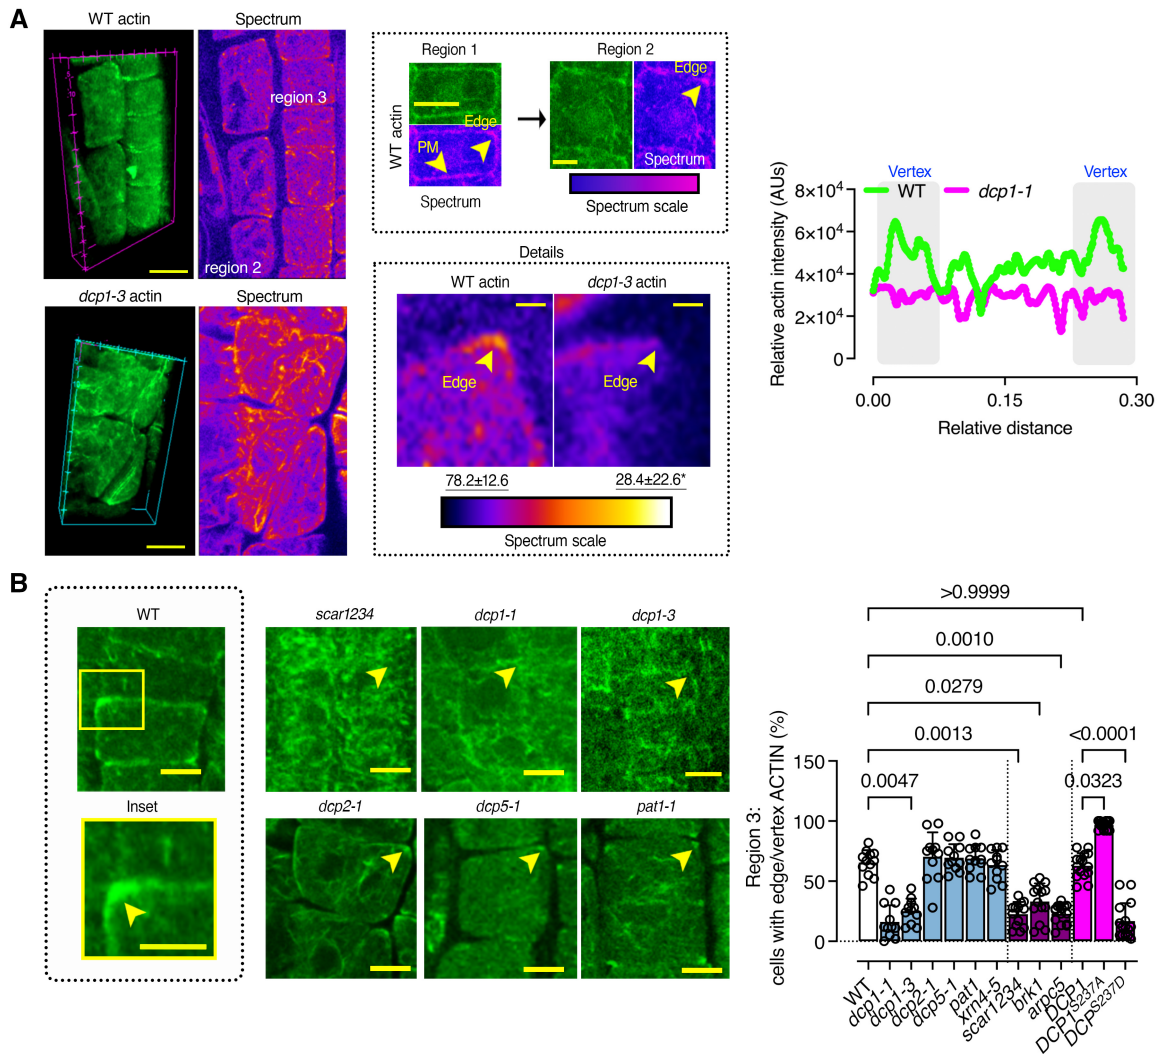 A
WT actin
Spectrum
region 3
region 2
dcp1-3 actin
Spectrum
Region 1
Region 2
WT actin
Edge
PM
Edge
Spectrum
Spectrum
Spectrum scale
Details
WT actin
dcp1-3 actin
Edge
Edge
78.2±12.6
28.4±22.6*
Spectrum scale
Relative actin intensity (AUs)
8×10⁴
6×10⁴
4×10⁴
2×10⁴
0
Vertex
Vertex
WT
dcp1-1
0.00
0.15
0.30
Relative distance
B
WT
Inset
scar1234
dcp1-1
dcp1-3
dcp2-1
dcp5-1
pat1-1
Region 3:
cells with edge/vertex ACTIN (%)
>0.9999
0.0010
0.0279
0.0013
<0.0001
0.0047
0.0323
150
100
50
0
WT
dcp1-1
dcp1-3
dcp2-1
dcp5-1
pat1
xrn4-5
scar1234
brk1
arpc5
DCP1
DCP1S237A
DCPS237D